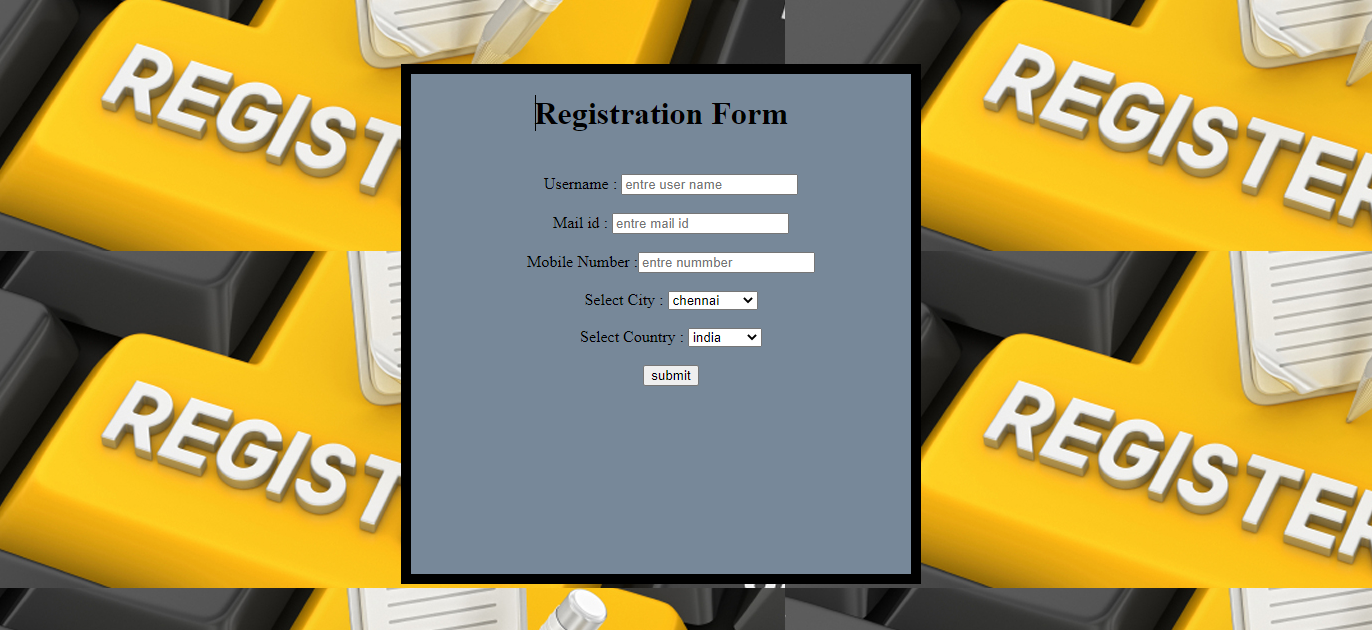 REGIST
REGISTER
Registration Form
Username : entre user name
Mail id : entre mail id
Mobile Number : entre nummber
Select City : chennai
Select Country : india
submit
REGIST
REGISTER